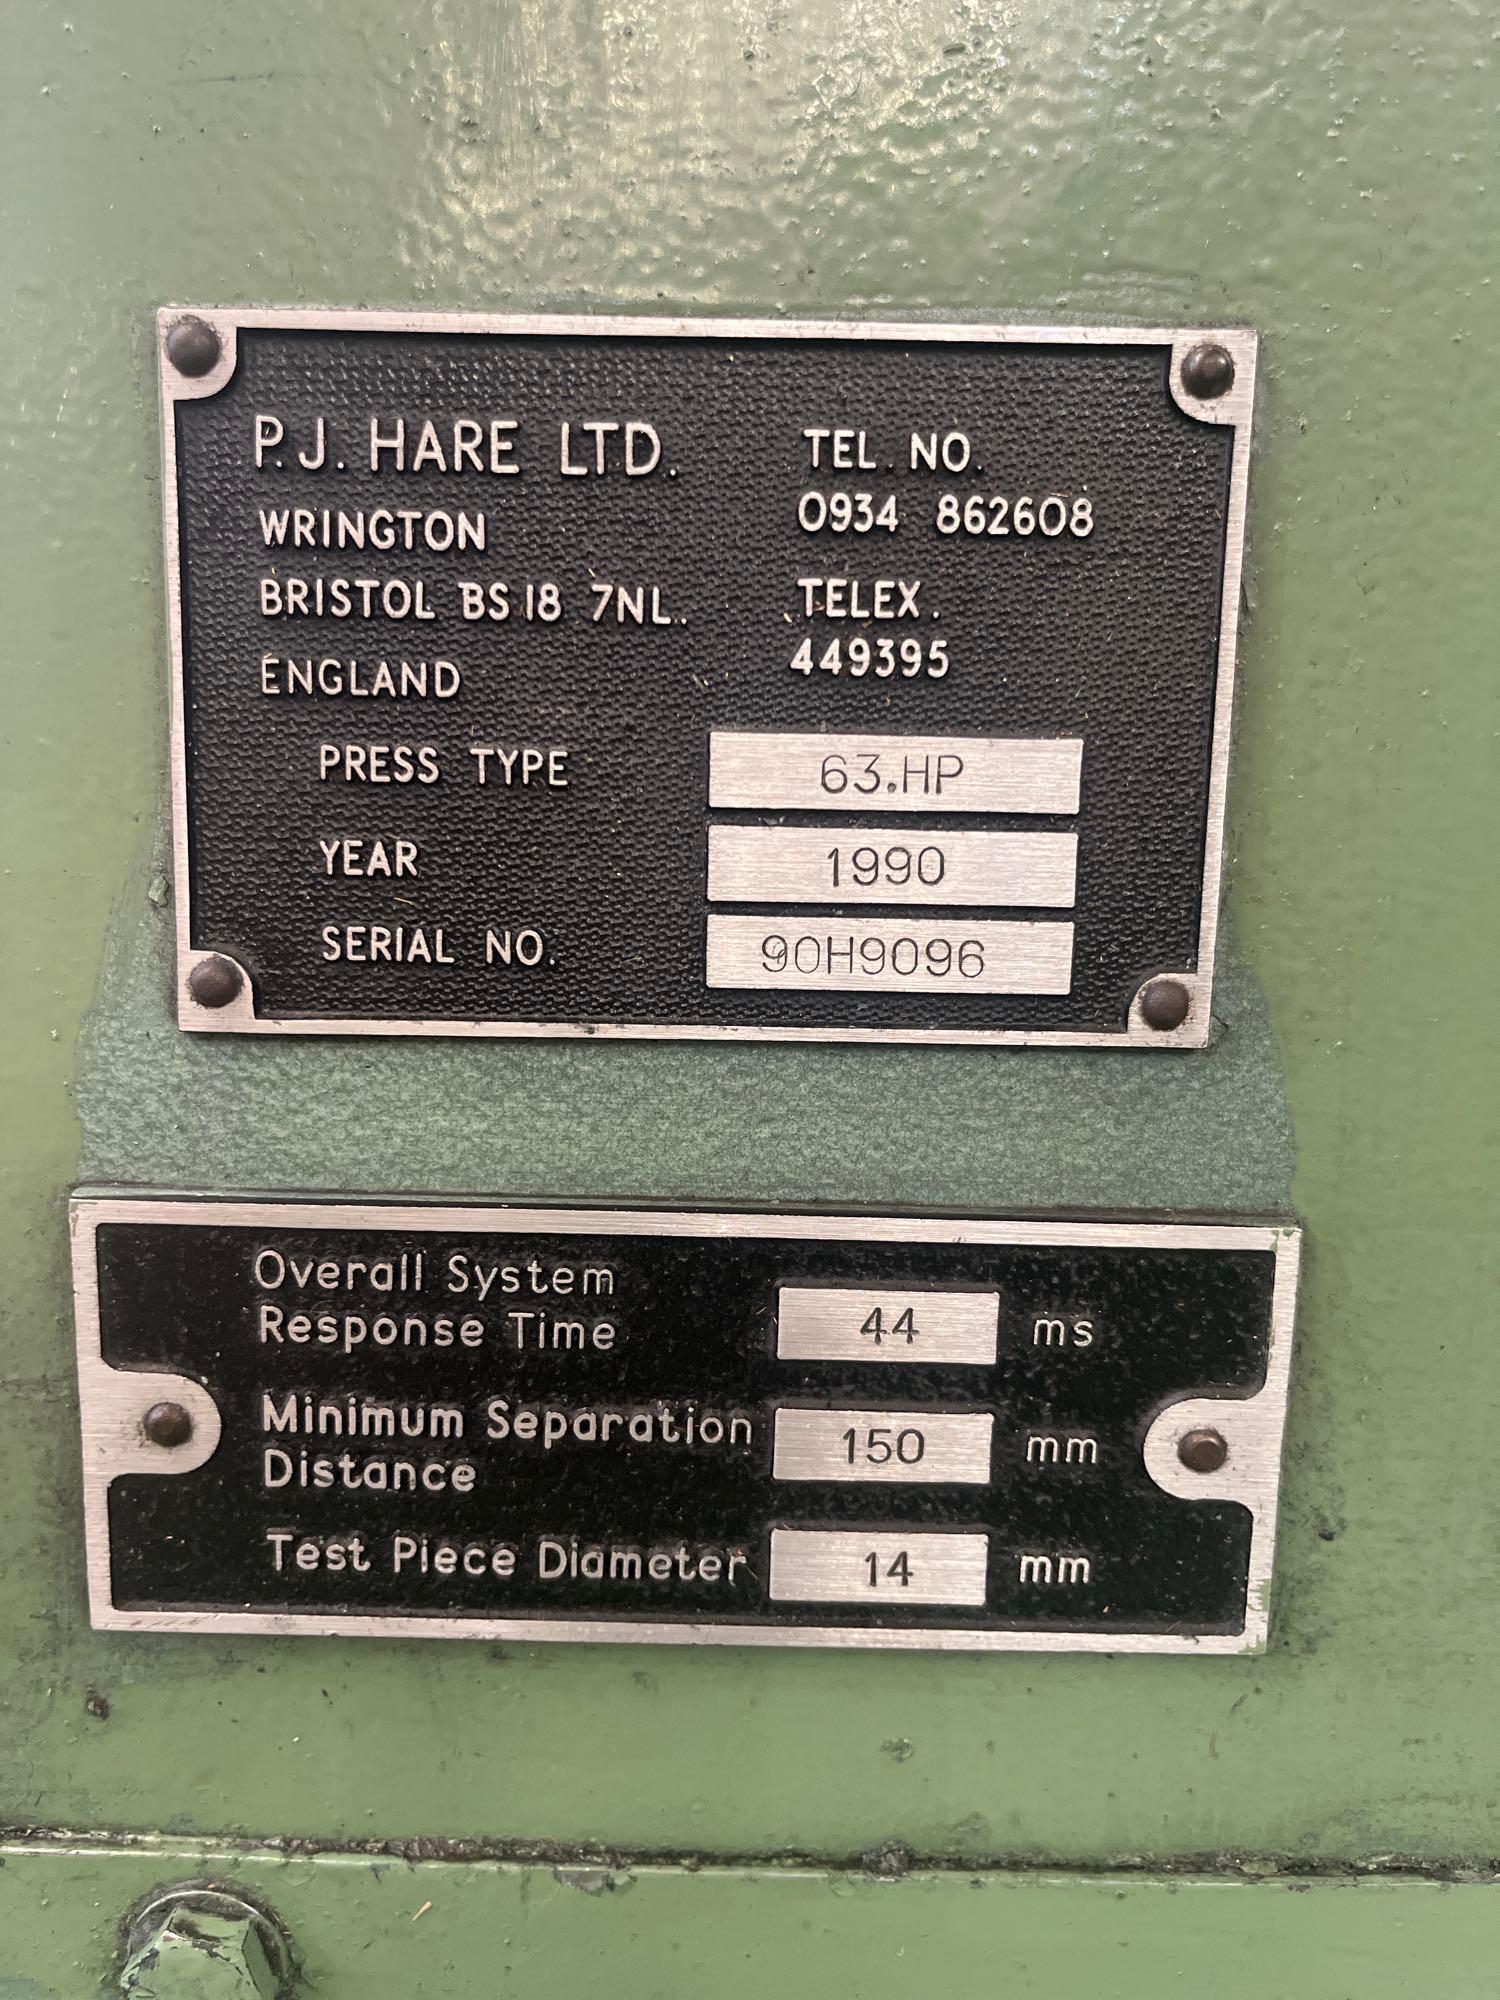 P.J. HARE LTD.
WRINGTON
BRISTOL BS18 7NL.
ENGLAND
TEL. NO.
0934 862608
TELEX.
449395
PRESS TYPE 63.HP
YEAR 1990
SERIAL NO. 90H9096
Overall System
Response Time 44 ms
Minimum Separation
Distance 150 mm
Test Piece Diameter 14 mm